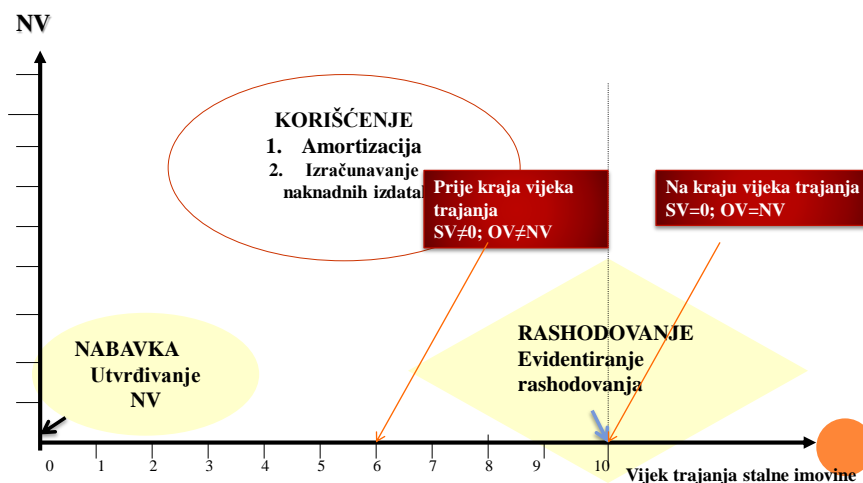 NV
KORIŠĆENJE
1. Amortizacija
2. Izračunavanje
naknadnih
Prije kraja vijeka
trajanja
SV≠0; OV≠NV
Na kraju vijeka trajanja
SV=0; OV=NV
NABAVKA
Utvrđivanje
NV
RASHODOVANJE
Evidentiranje
rashodovanja
0 1 2 3 4 5 6 7 8 9 10
Vijek trajanja stalne imovine